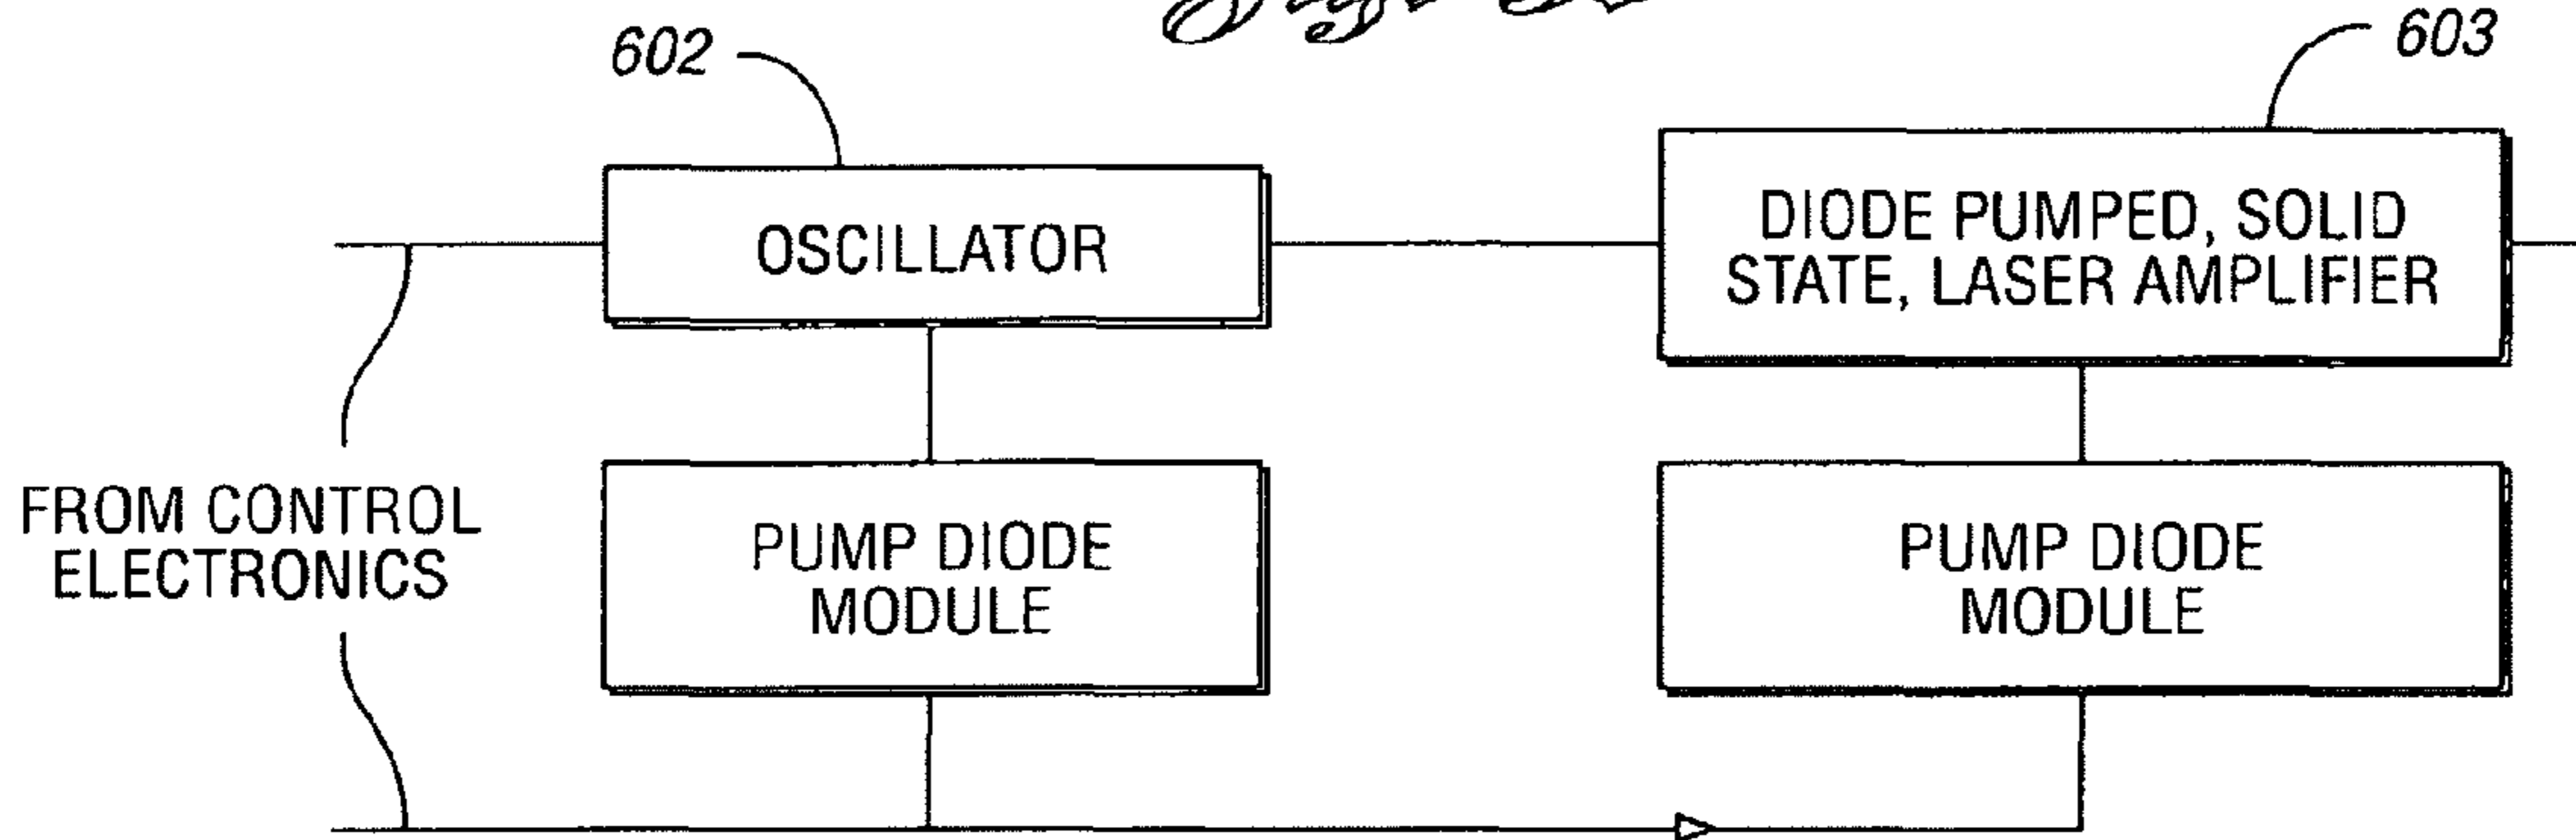 602
603
OSCILLATOR
DIODE PUMPED, SOLID
STATE, LASER AMPLIFIER
FROM CONTROL
ELECTRONICS
PUMP DIODE
MODULE
PUMP DIODE
MODULE